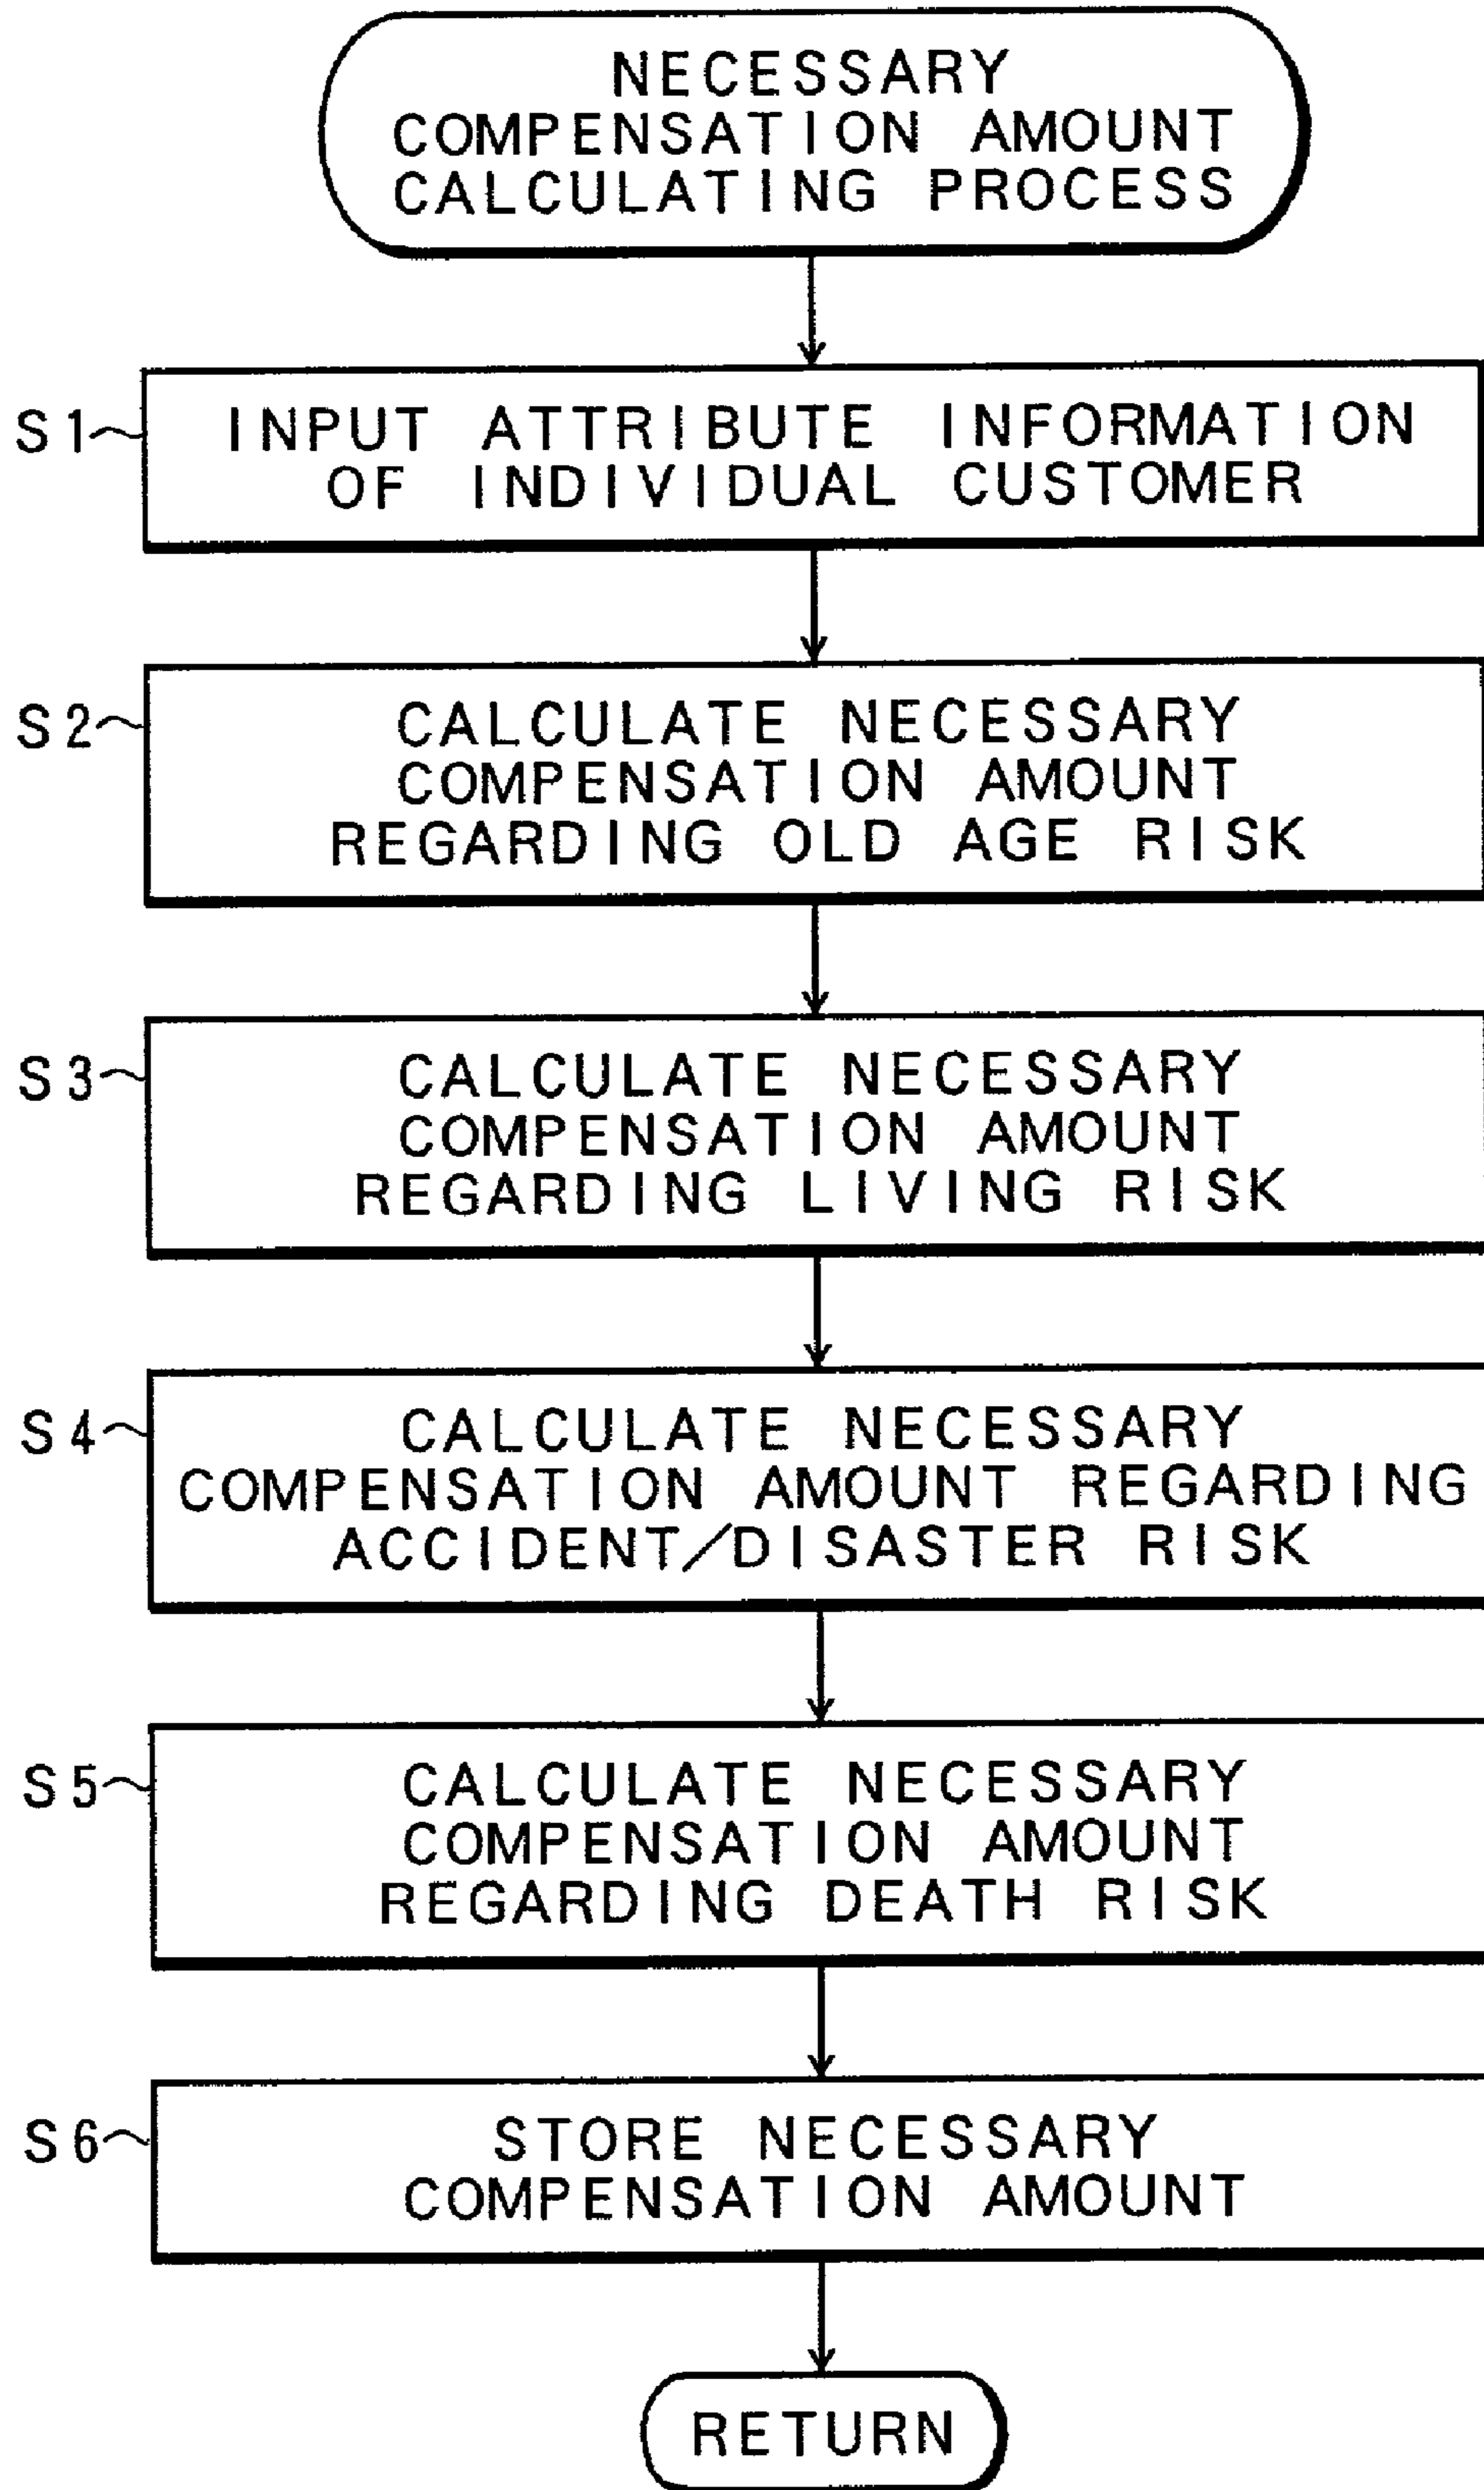 NECESSARY
COMPENSATION AMOUNT
CALCULATING PROCESS
S1
INPUT ATTRIBUTE INFORMATION
OF INDIVIDUAL CUSTOMER
S2
CALCULATE NECESSARY
COMPENSATION AMOUNT
REGARDING OLD AGE RISK
S3
CALCULATE NECESSARY
COMPENSATION AMOUNT
REGARDING LIVING RISK
S4
CALCULATE NECESSARY
COMPENSATION AMOUNT REGARDING
ACCIDENT/DISASTER RISK
S5
CALCULATE NECESSARY
COMPENSATION AMOUNT
REGARDING DEATH RISK
S6
STORE NECESSARY
COMPENSATION AMOUNT
RETURN